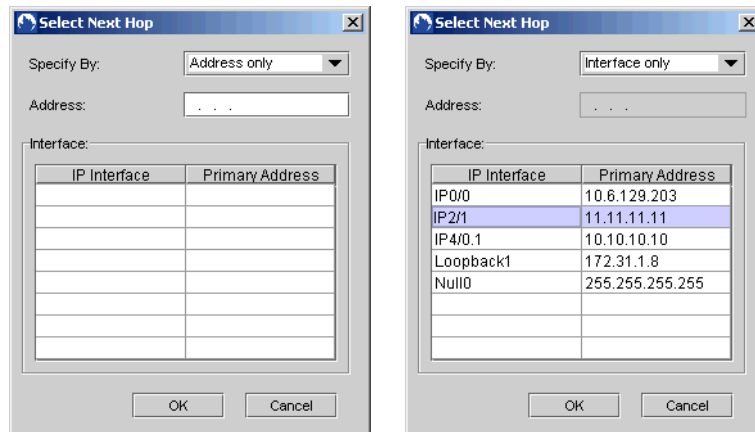 Select Next Hop
Specify By: Address only
Address: . . .
Interface:
IP Interface Primary Address
OK Cancel
Select Next Hop
Specify By: Interface only
Address: . . .
Interface:
IP Interface Primary Address
IP0/0 10.6.129.203
IP2/1 11.11.11.11
IP4/0.1 10.10.10.10
Loopback1 172.31.1.8
Null0 255.255.255.255
OK Cancel